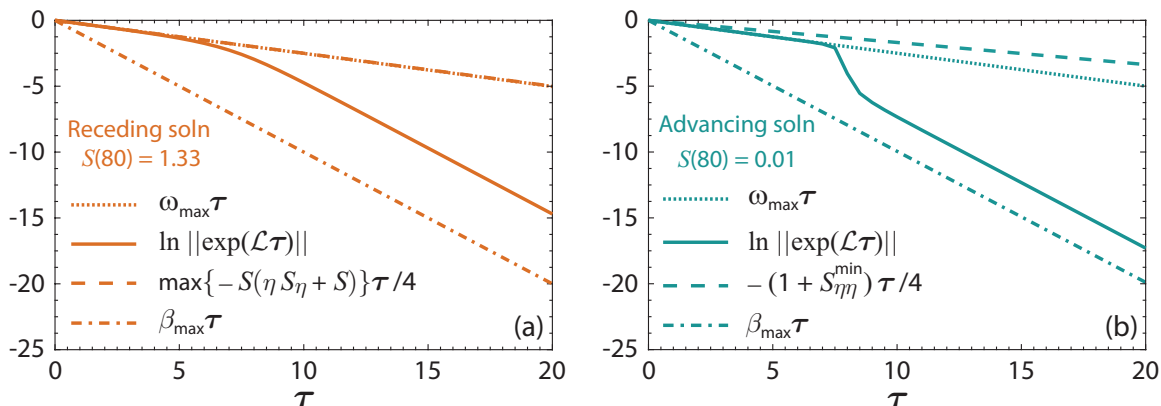 0
-5
-10
-15
-20
-25
Receding soln
S(80) = 1.33
ω_max τ
ln ||exp(𝓛τ)||
max{− S(η S_η + S)} τ /4
β_max τ
(a)
0 5 10 15 20
τ
0
-5
-10
-15
-20
-25
Advancing soln
S(80) = 0.01
ω_max τ
ln ||exp(𝓛τ)||
− (1 + S_ηη^min) τ /4
β_max τ
(b)
0 5 10 15 20
τ